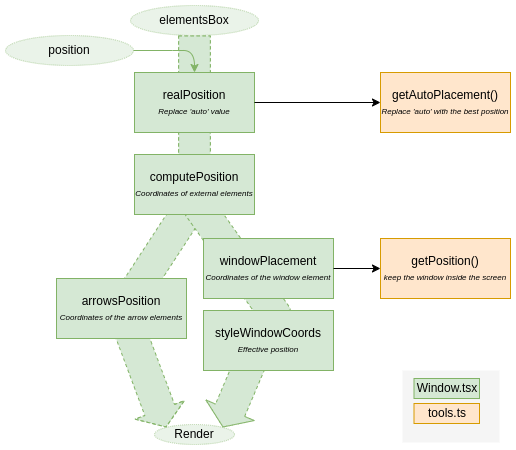 elementsBox
position
realPosition
Replace 'auto' value
getAutoPlacement()
Replace 'auto' with the best position
computePosition
Coordinates of external elements
windowPlacement
Coordinates of the window element
getPosition()
keep the window inside the screen
arrowsPosition
Coordinates of the arrow elements
styleWindowCoords
Effective position
Window.tsx
tools.ts
Render